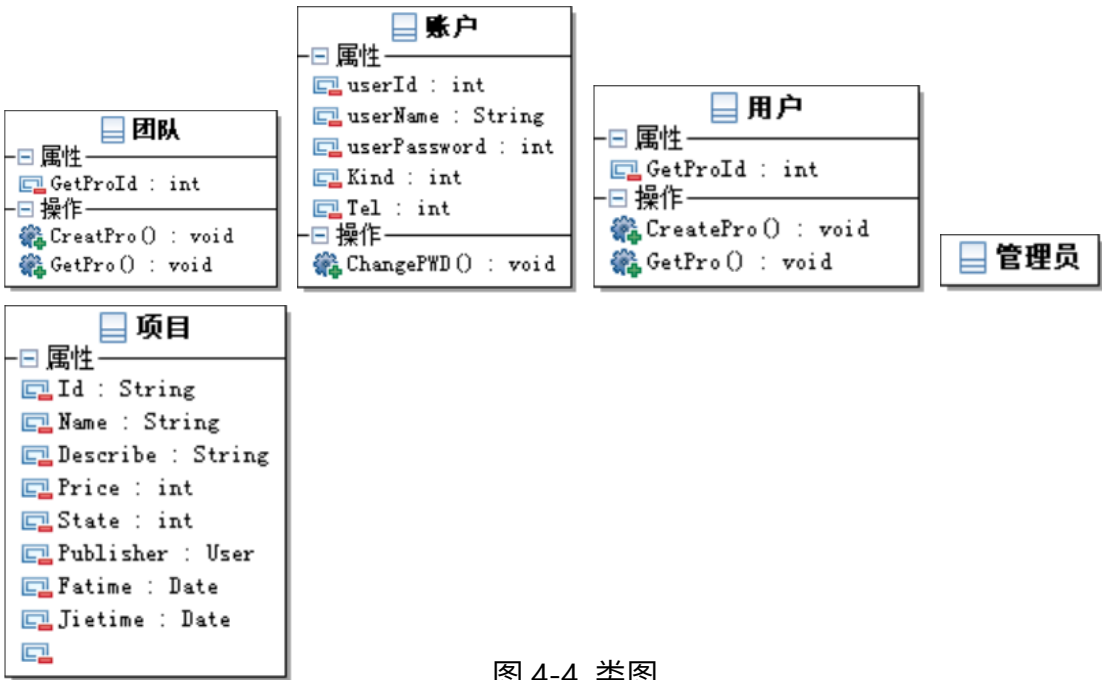 团队
属性
GetProId : int
操作
CreatPro() : void
GetPro() : void
账户
属性
userId : int
userName : String
userPassword : int
Kind : int
Tel : int
操作
ChangePWD() : void
用户
属性
GetProId : int
操作
CreatePro() : void
GetPro() : void
管理员
项目
属性
Id : String
Name : String
Describe : String
Price : int
State : int
Publisher : User
Fatime : Date
Jietime : Date
图 4-4 类图